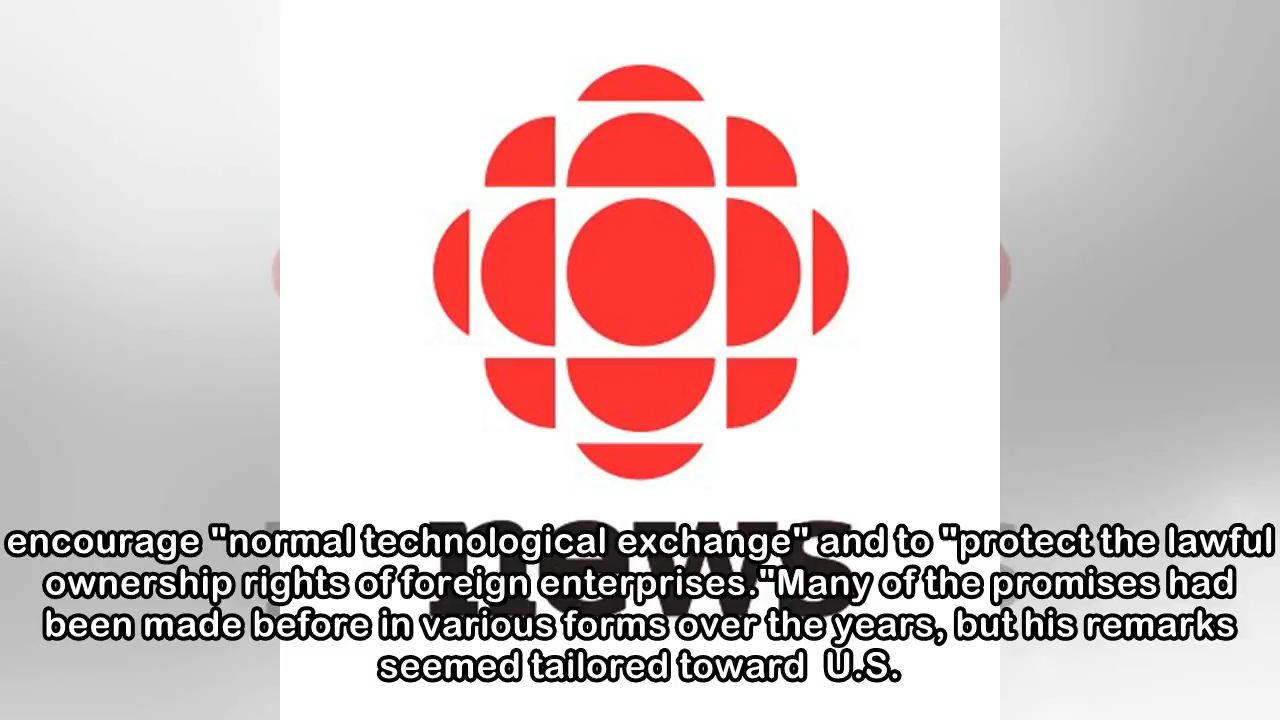 encourage "normal technological exchange" and to "protect the lawful
ownership rights of foreign enterprises."Many of the promises had
been made before in various forms over the years, but his remarks
seemed tailored toward  U.S.
news